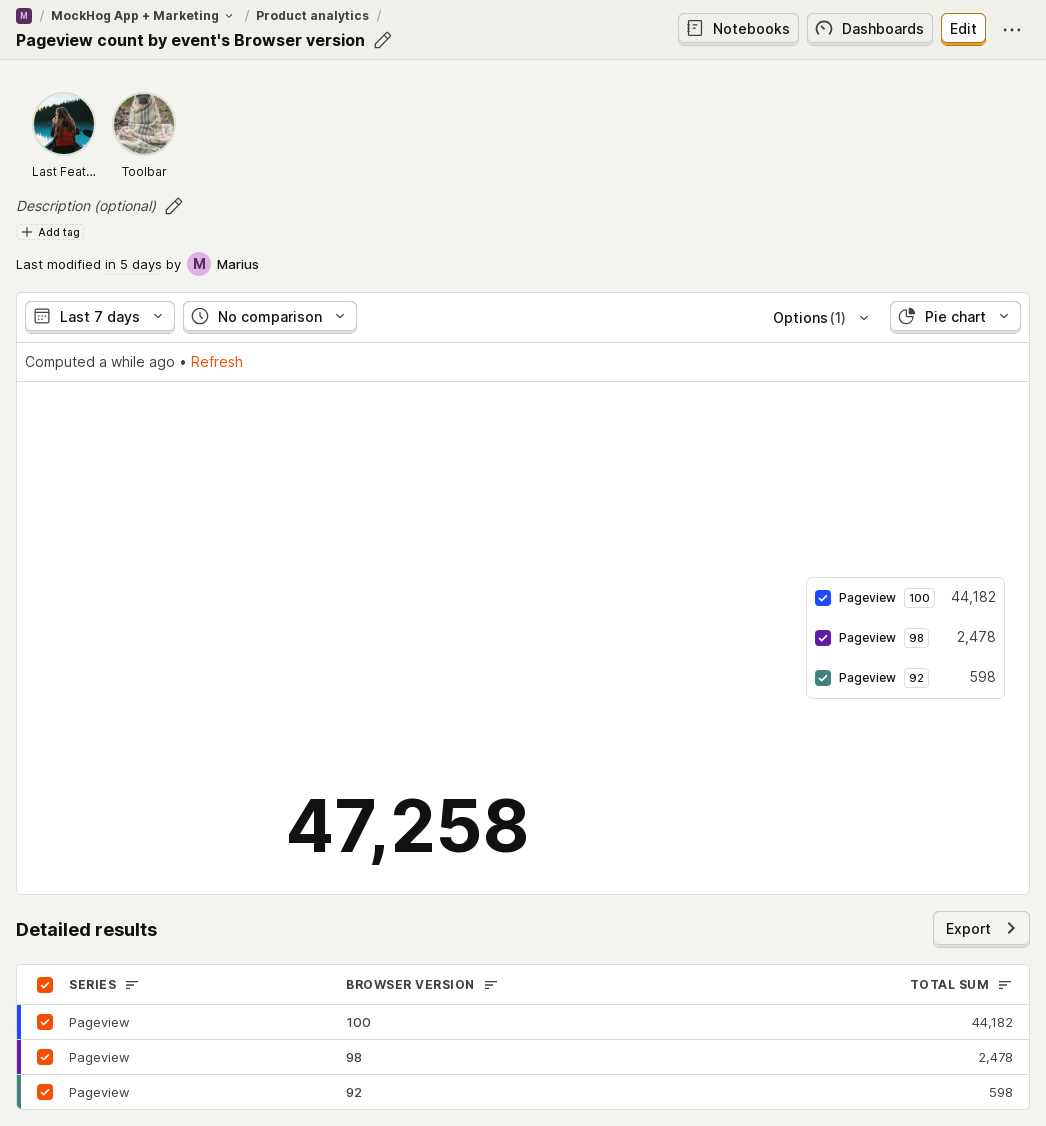 M / MockHog App + Marketing / Product analytics /
Pageview count by event's Browser version
Notebooks
Dashboards
Edit
Last Feat...
Toolbar
Description (optional)
+ Add tag
Last modified in 5 days by M Marius
Last 7 days
No comparison
Options (1)
Pie chart
Computed a while ago • Refresh
Pageview 100 44,182
Pageview 98 2,478
Pageview 92 598
47,258
Detailed results
Export
SERIES BROWSER VERSION TOTAL SUM
Pageview 100 44,182
Pageview 98 2,478
Pageview 92 598